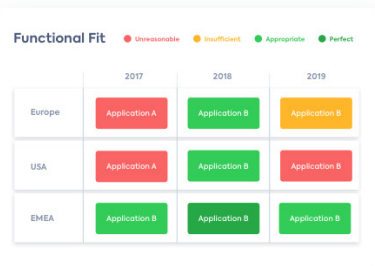 Functional Fit Unreasonable Insufficient Appropriate Perfect
2017 2018 2019
Europe Application A Application B Application B
USA Application A Application B Application B
EMEA Application B Application B Application B